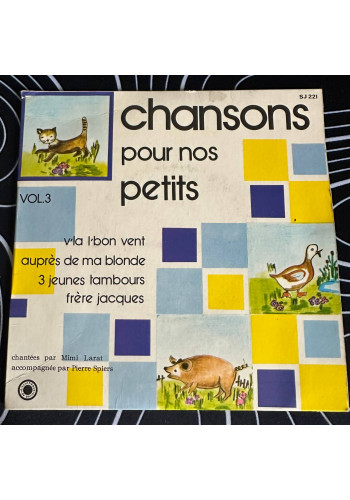 SJ 221
chansons
pour nos
petits
VOL.3
v'la l'bon vent
auprès de ma blonde
3 jeunes tambours
frère jacques
chantées par Mimi Larat
accompagnée par Pierre Spiers